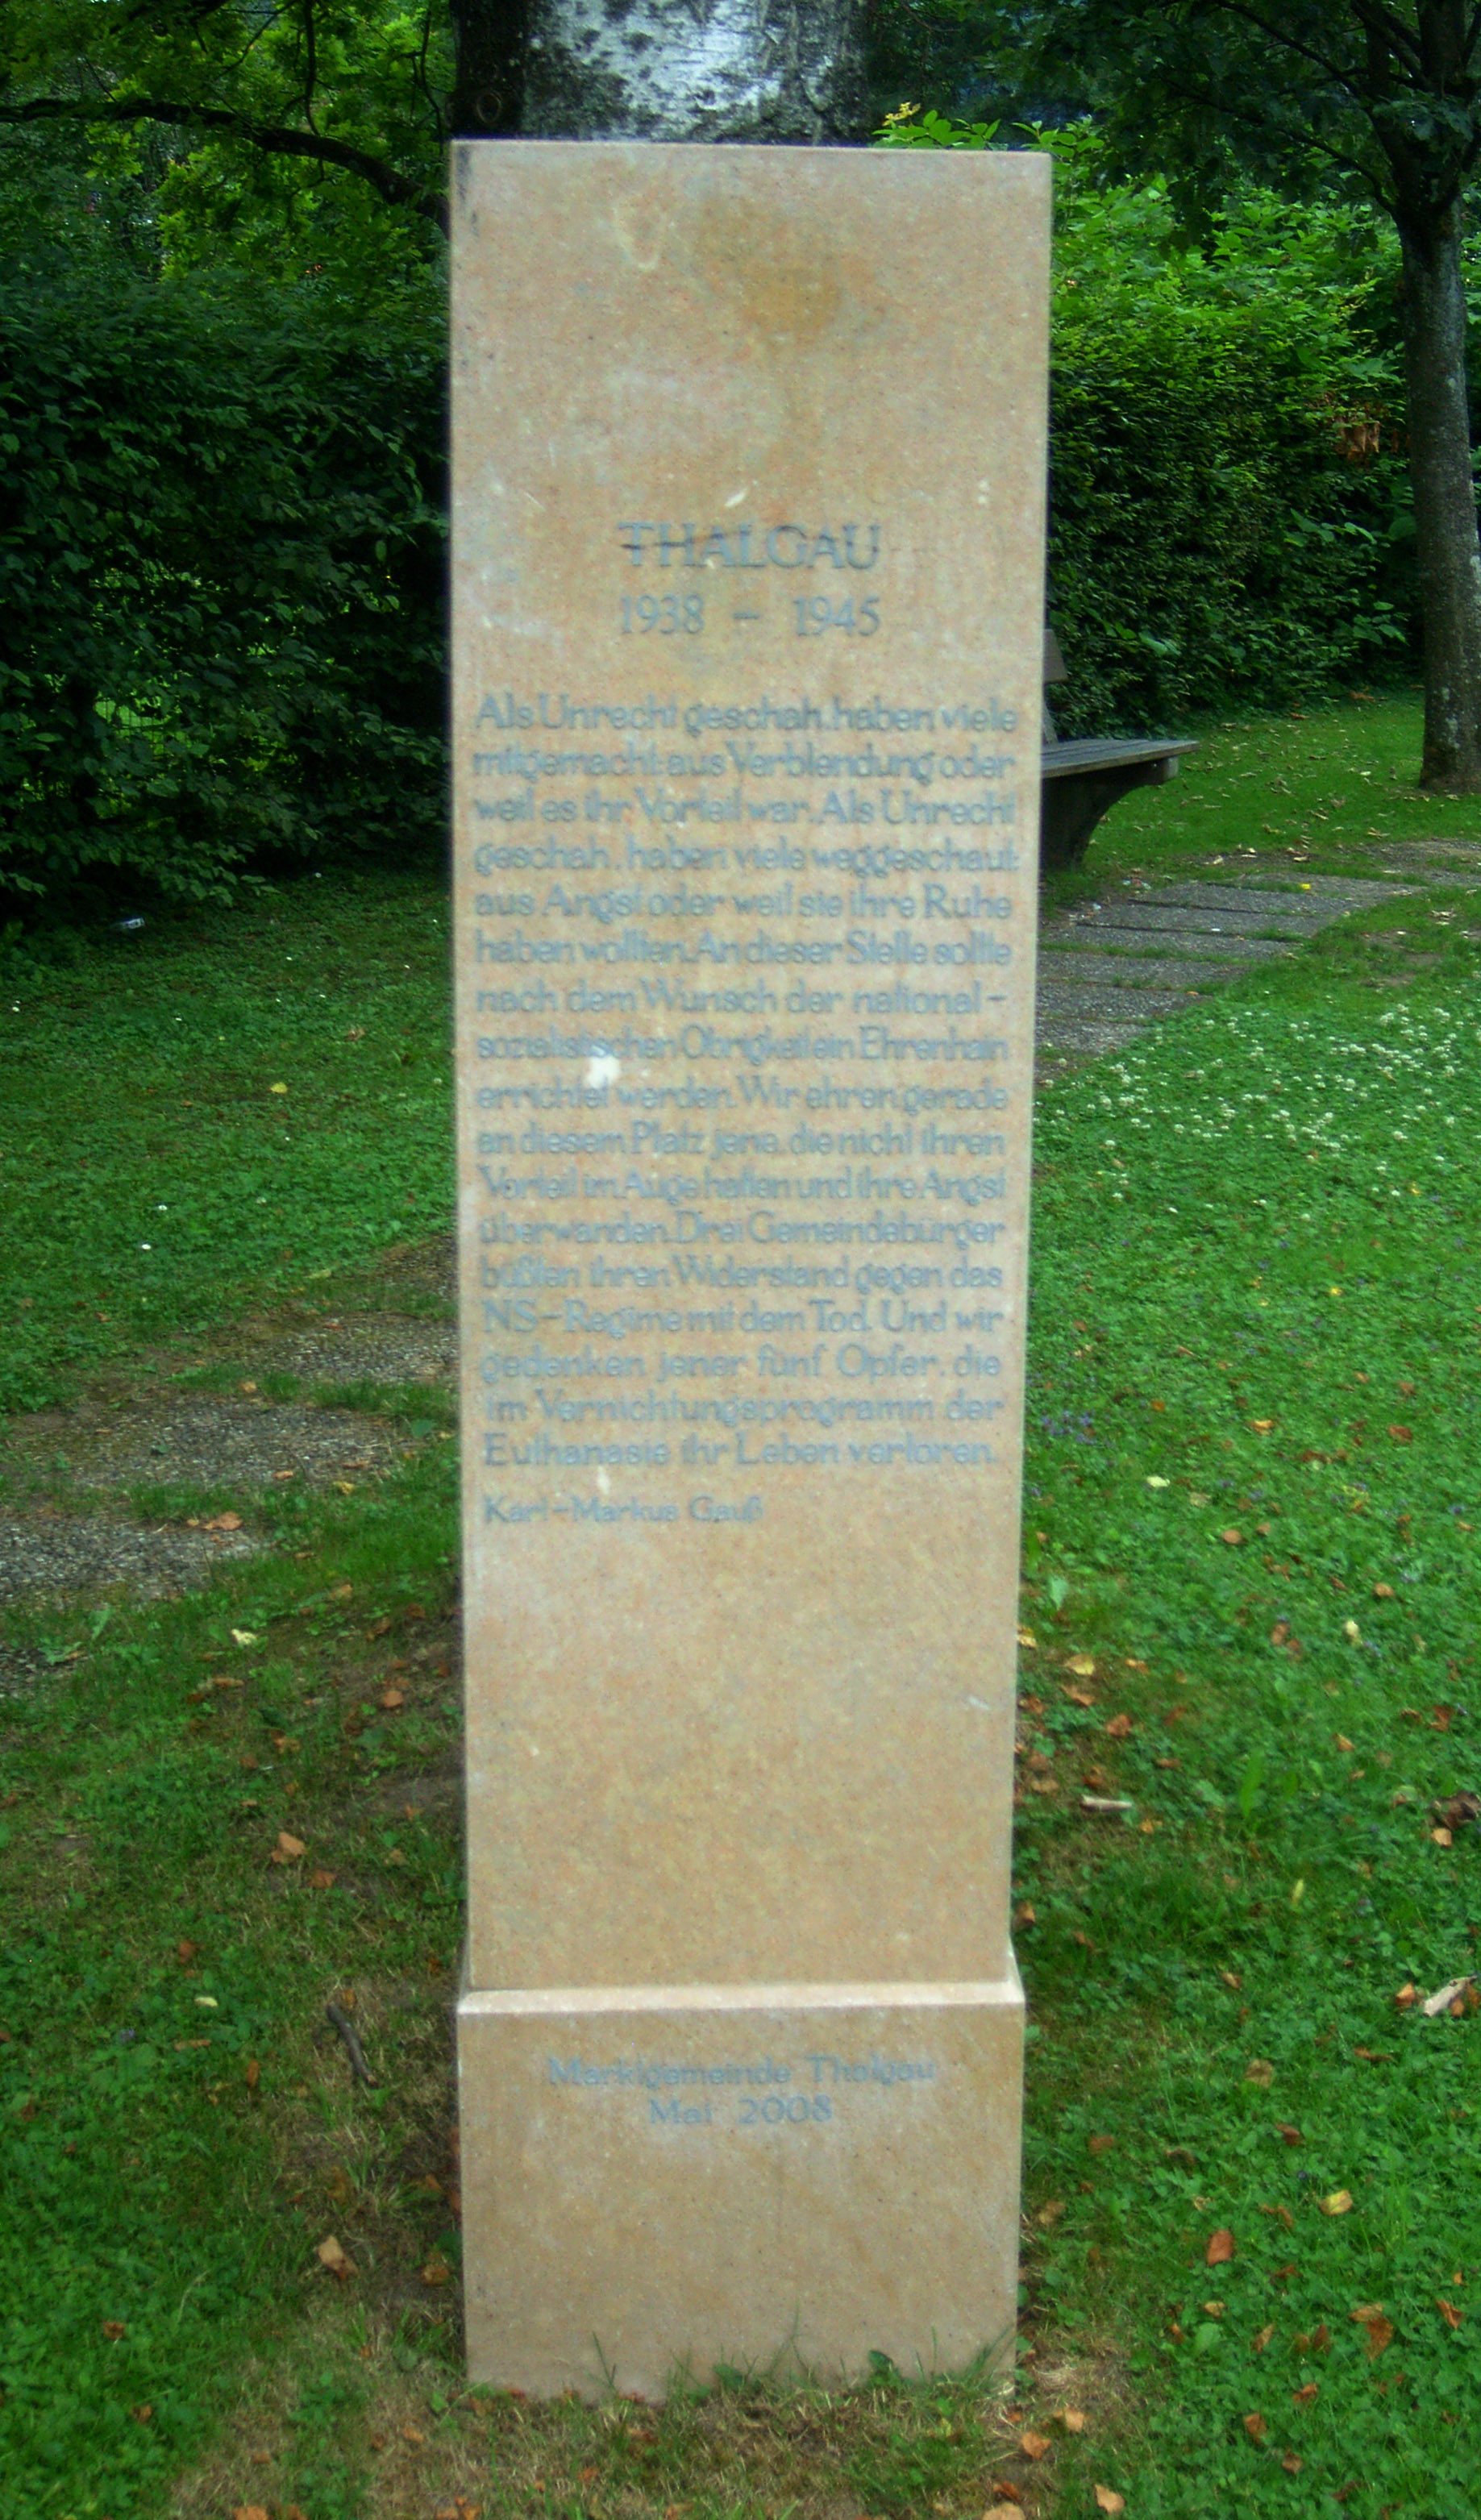 THALGAU
1938 – 1945
Als Unrecht geschah, haben viele
mitgemacht: aus Verblendung oder
weil es ihr Vorteil war. Als Unrecht
geschah, haben viele weggeschaut:
aus Angst oder weil sie ihre Ruhe
haben wollten. An dieser Stelle sollte
nach dem Wunsch der national-
sozialistischen Obrigkeit ein Ehrenhain
errichtet werden. Wir ehren gerade
an diesem Platz jene, die nicht ihren
Vorteil im Auge hatten und ihre Angst
überwanden. Drei Gemeindebürger
büßten ihren Widerstand gegen das
NS-Regime mit dem Tod. Und wir
gedenken jener fünf Opfer, die
im Vernichtungsprogramm der
Euthanasie ihr Leben verloren.
Karl-Markus Gauß
Marktgemeinde Thalgau
Mai 2008